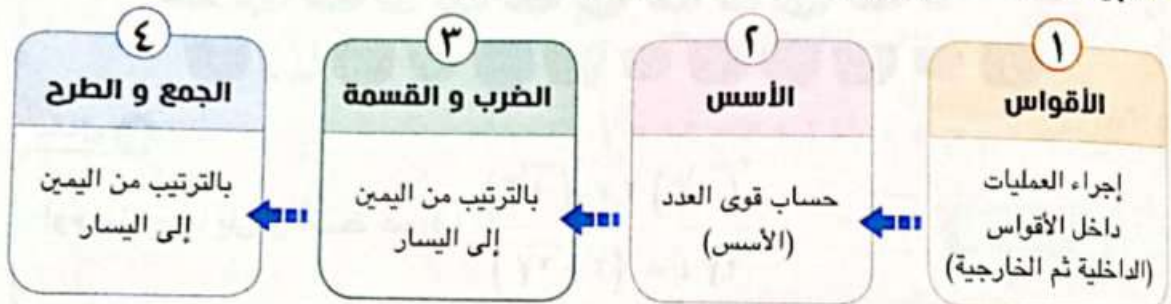 ١
الأقواس
إجراء العمليات
داخل الأقواس
(الداخلية ثم الخارجية)
٢
الأسس
حساب قوى العدد
(الأسس)
٣
الضرب و القسمة
بالترتيب من اليمين
إلى اليسار
٤
الجمع و الطرح
بالترتيب من اليمين
إلى اليسار